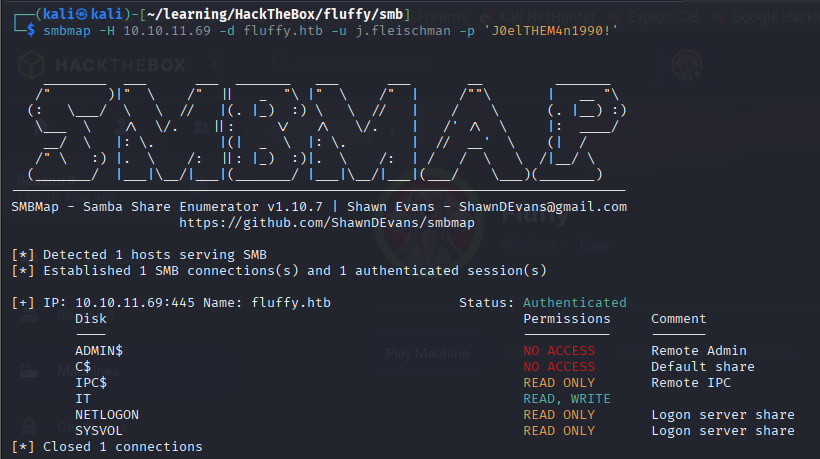 ┌──(kali㉿kali)-[~/learning/HackTheBox/fluffy/smb]
└─$ smbmap -H 10.10.11.69 -d fluffy.htb -u j.fleischman -p 'J0elTHEM4n1990!'
SMBMAP
SMBMap - Samba Share Enumerator v1.10.7 | Shawn Evans - ShawnDEvans@gmail.com
https://github.com/ShawnDEvans/smbmap
[*] Detected 1 hosts serving SMB
[*] Established 1 SMB connections(s) and 1 authenticated session(s)
[+] IP: 10.10.11.69:445 Name: fluffy.htb Status: Authenticated
Disk Permissions Comment
---- ----------- -------
ADMIN$ NO ACCESS Remote Admin
C$ NO ACCESS Default share
IPC$ READ ONLY Remote IPC
IT READ, WRITE
NETLOGON READ ONLY Logon server share
SYSVOL READ ONLY Logon server share
[*] Closed 1 connections